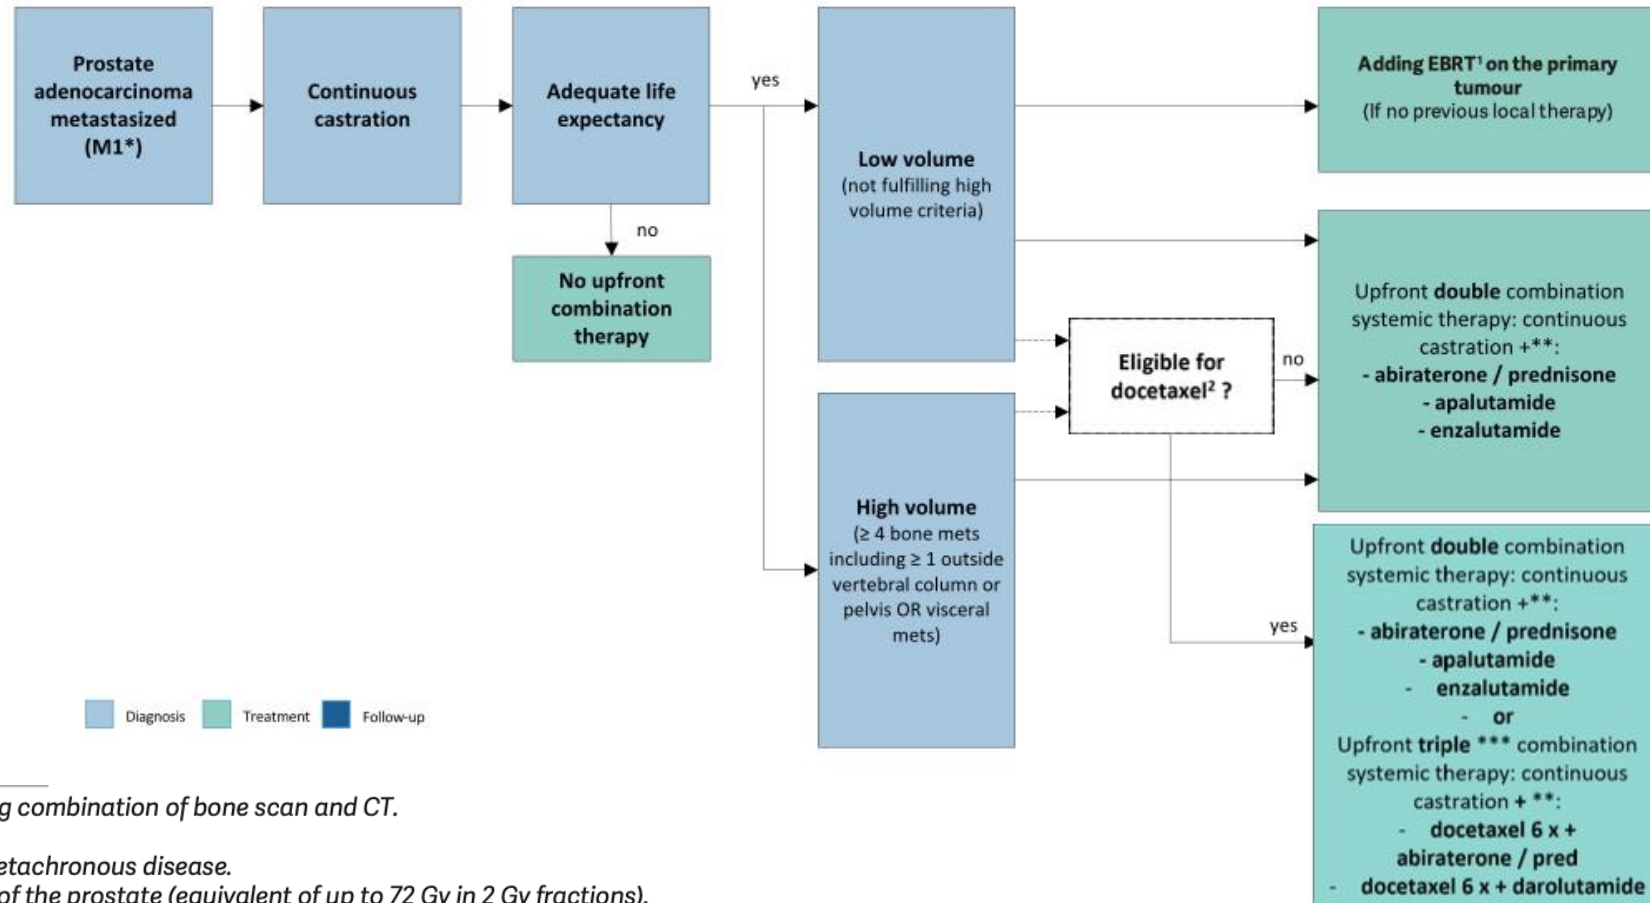 Prostate
adenocarcinoma
metastasized
(M1*)
Continuous
castration
Adequate life
expectancy
yes
no
No upfront
combination
therapy
Low volume
(not fulfilling high
volume criteria)
High volume
(≥ 4 bone mets
including ≥ 1 outside
vertebral column or
pelvis OR visceral
mets)
Eligible for
docetaxel² ?
no
yes
Adding EBRT¹ on the primary
tumour
(If no previous local therapy)
Upfront double combination
systemic therapy: continuous
castration +**:
- abiraterone / prednisone
- apalutamide
- enzalutamide
Upfront double combination
systemic therapy: continuous
castration +**:
- abiraterone / prednisone
- apalutamide
- enzalutamide
- or
Upfront triple *** combination
systemic therapy: continuous
castration + **:
- docetaxel 6 x +
abiraterone / pred
- docetaxel 6 x + darolutamide
Diagnosis Treatment Follow-up
g combination of bone scan and CT.
etachronous disease.
of the prostate (equivalent of up to 72 Gy in 2 Gy fractions).